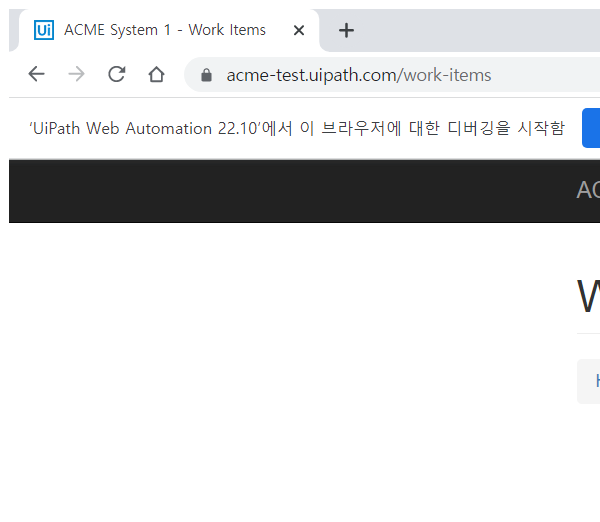 Ui ACME System 1 - Work Items
acme-test.uipath.com/work-items
'UiPath Web Automation 22.10'에서 이 브라우저에 대한 디버깅을 시작함